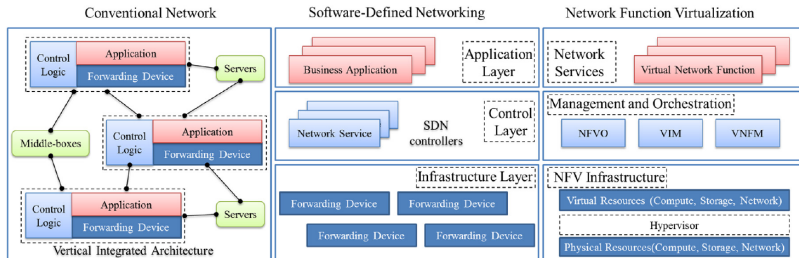 Conventional Network
Control
Logic
Application
Forwarding Device
Servers
Middle-boxes
Control
Logic
Application
Forwarding Device
Control
Logic
Application
Forwarding Device
Servers
Vertical Integrated Architecture
Software-Defined Networking
Business Application
Application
Layer
Network Service
SDN
controllers
Control
Layer
Infrastructure Layer
Forwarding Device
Forwarding Device
Forwarding Device
Forwarding Device
Network Function Virtualization
Network
Services
Virtual Network Function
Management and Orchestration
NFVO
VIM
VNFM
NFV Infrastructure
Virtual Resources (Compute, Storage, Network)
Hypervisor
Physical Resources(Compute, Storage, Network)